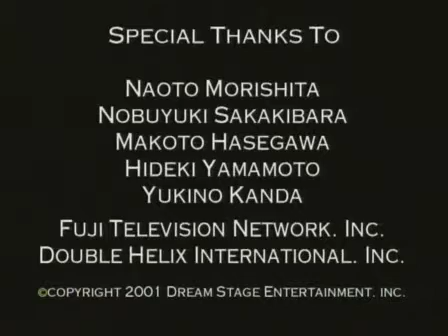 SPECIAL THANKS TO
NAOTO MORISHITA
NOBUYUKI SAKAKIBARA
MAKOTO HASEGAWA
HIDEKI YAMAMOTO
YUKINO KANDA
FUJI TELEVISION NETWORK. INC.
DOUBLE HELIX INTERNATIONAL. INC.
©COPYRIGHT 2001 DREAM STAGE ENTERTAINMENT. INC.